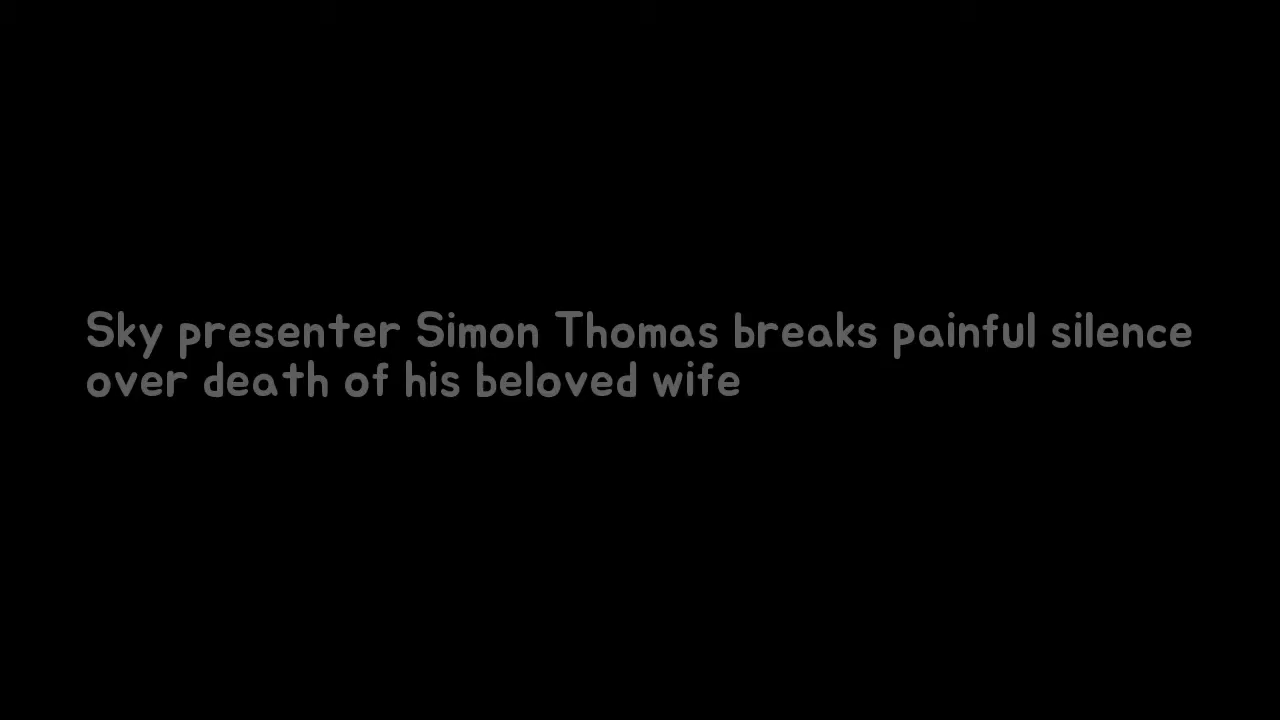 Sky presenter Simon Thomas breaks painful silence
over death of his beloved wife